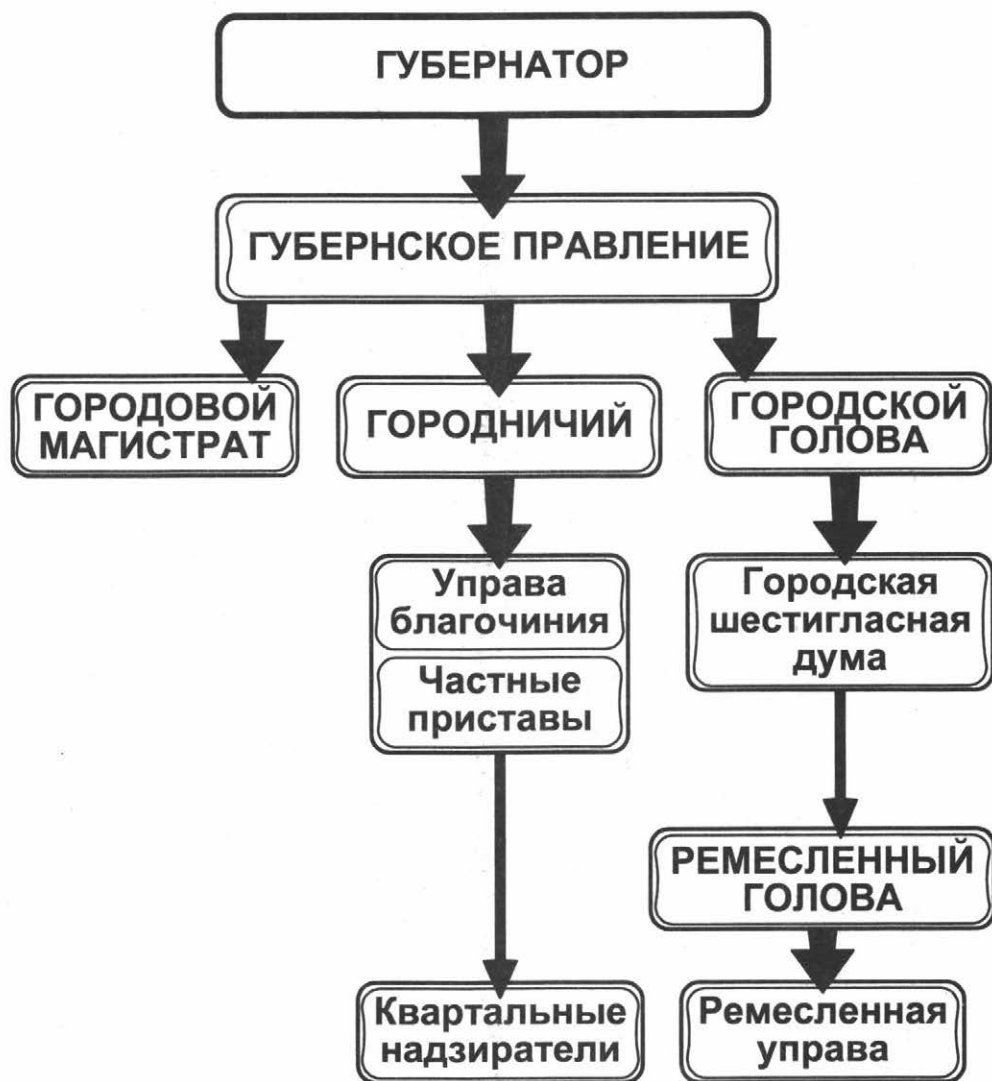 ГУБЕРНАТОР
ГУБЕРНСКОЕ ПРАВЛЕНИЕ
ГОРОДОВОЙ
МАГИСТРАТ
ГОРОДНИЧИЙ
ГОРОДСКОЙ
ГОЛОВА
Управа
благочиния
Частные
приставы
Городская
шестигласная
дума
РЕМЕСЛЕННЫЙ
ГОЛОВА
Квартальные
надзиратели
Ремесленная
управа